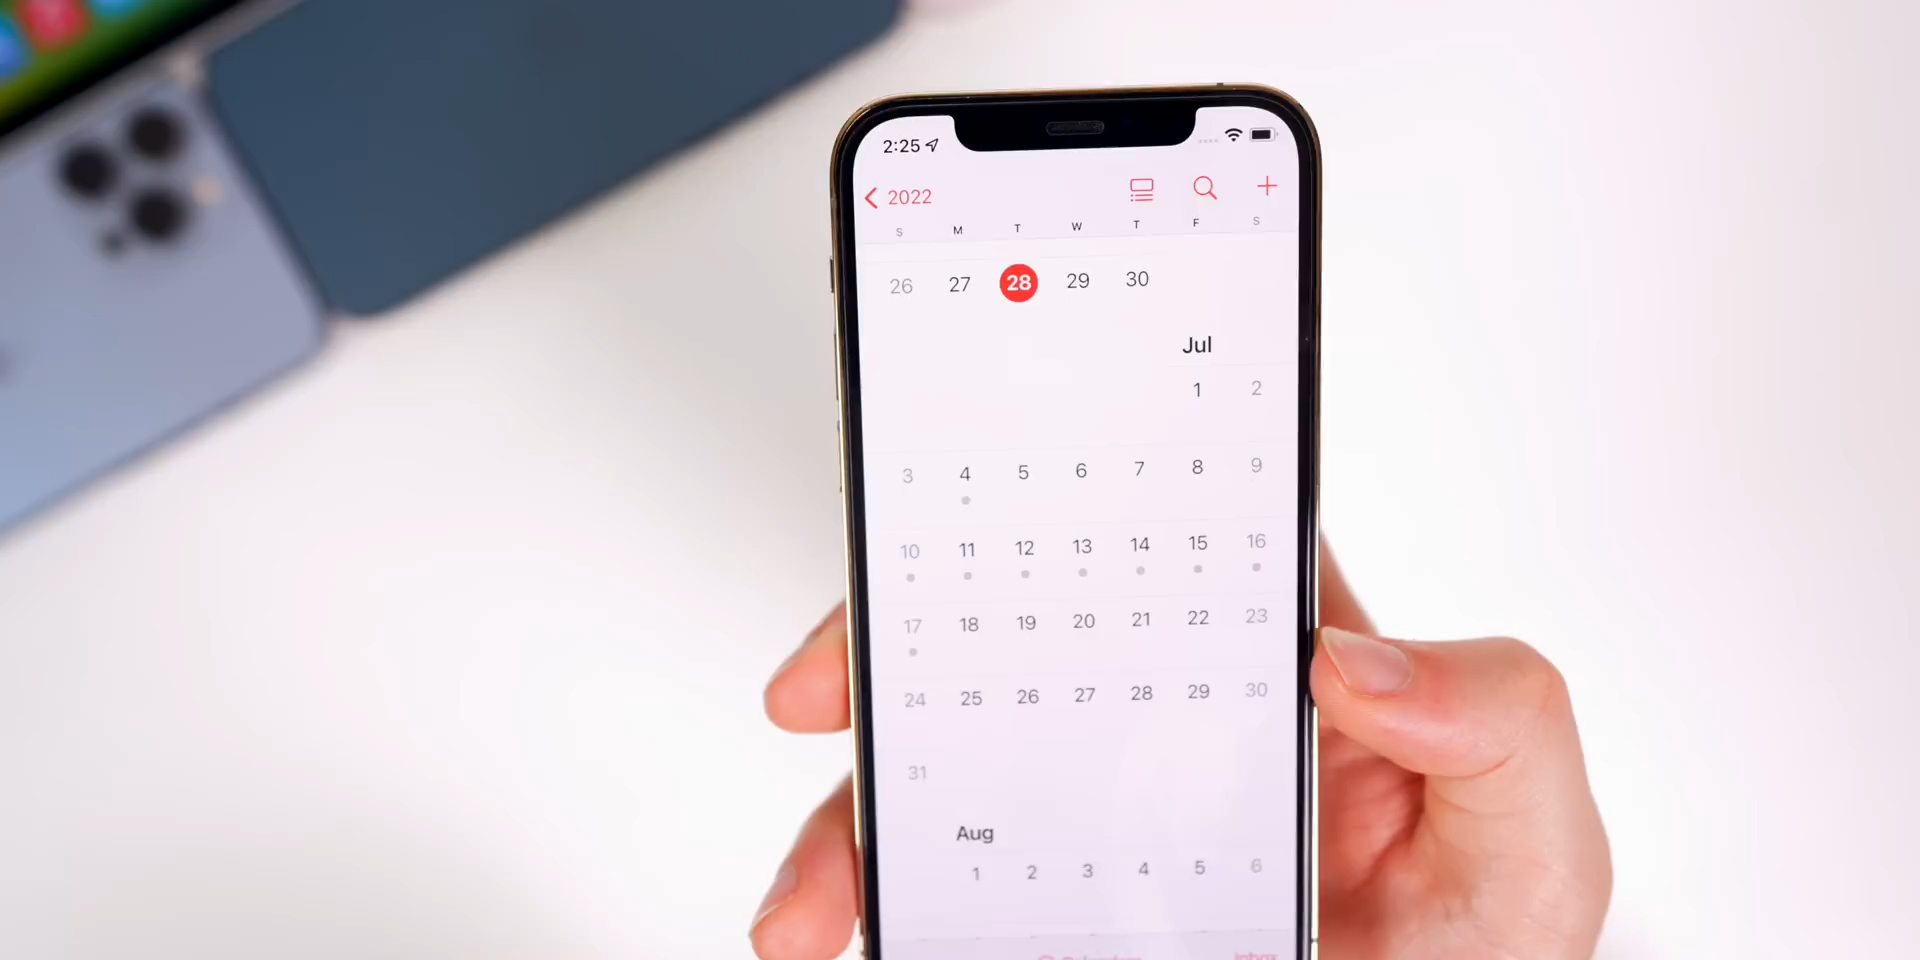 2:25
2022
S M T W T F S
26 27 28 29 30
Jul
1 2
3 4 5 6 7 8 9
10 11 12 13 14 15 16
17 18 19 20 21 22 23
24 25 26 27 28 29 30
31
Aug
1 2 3 4 5 6
Inbox